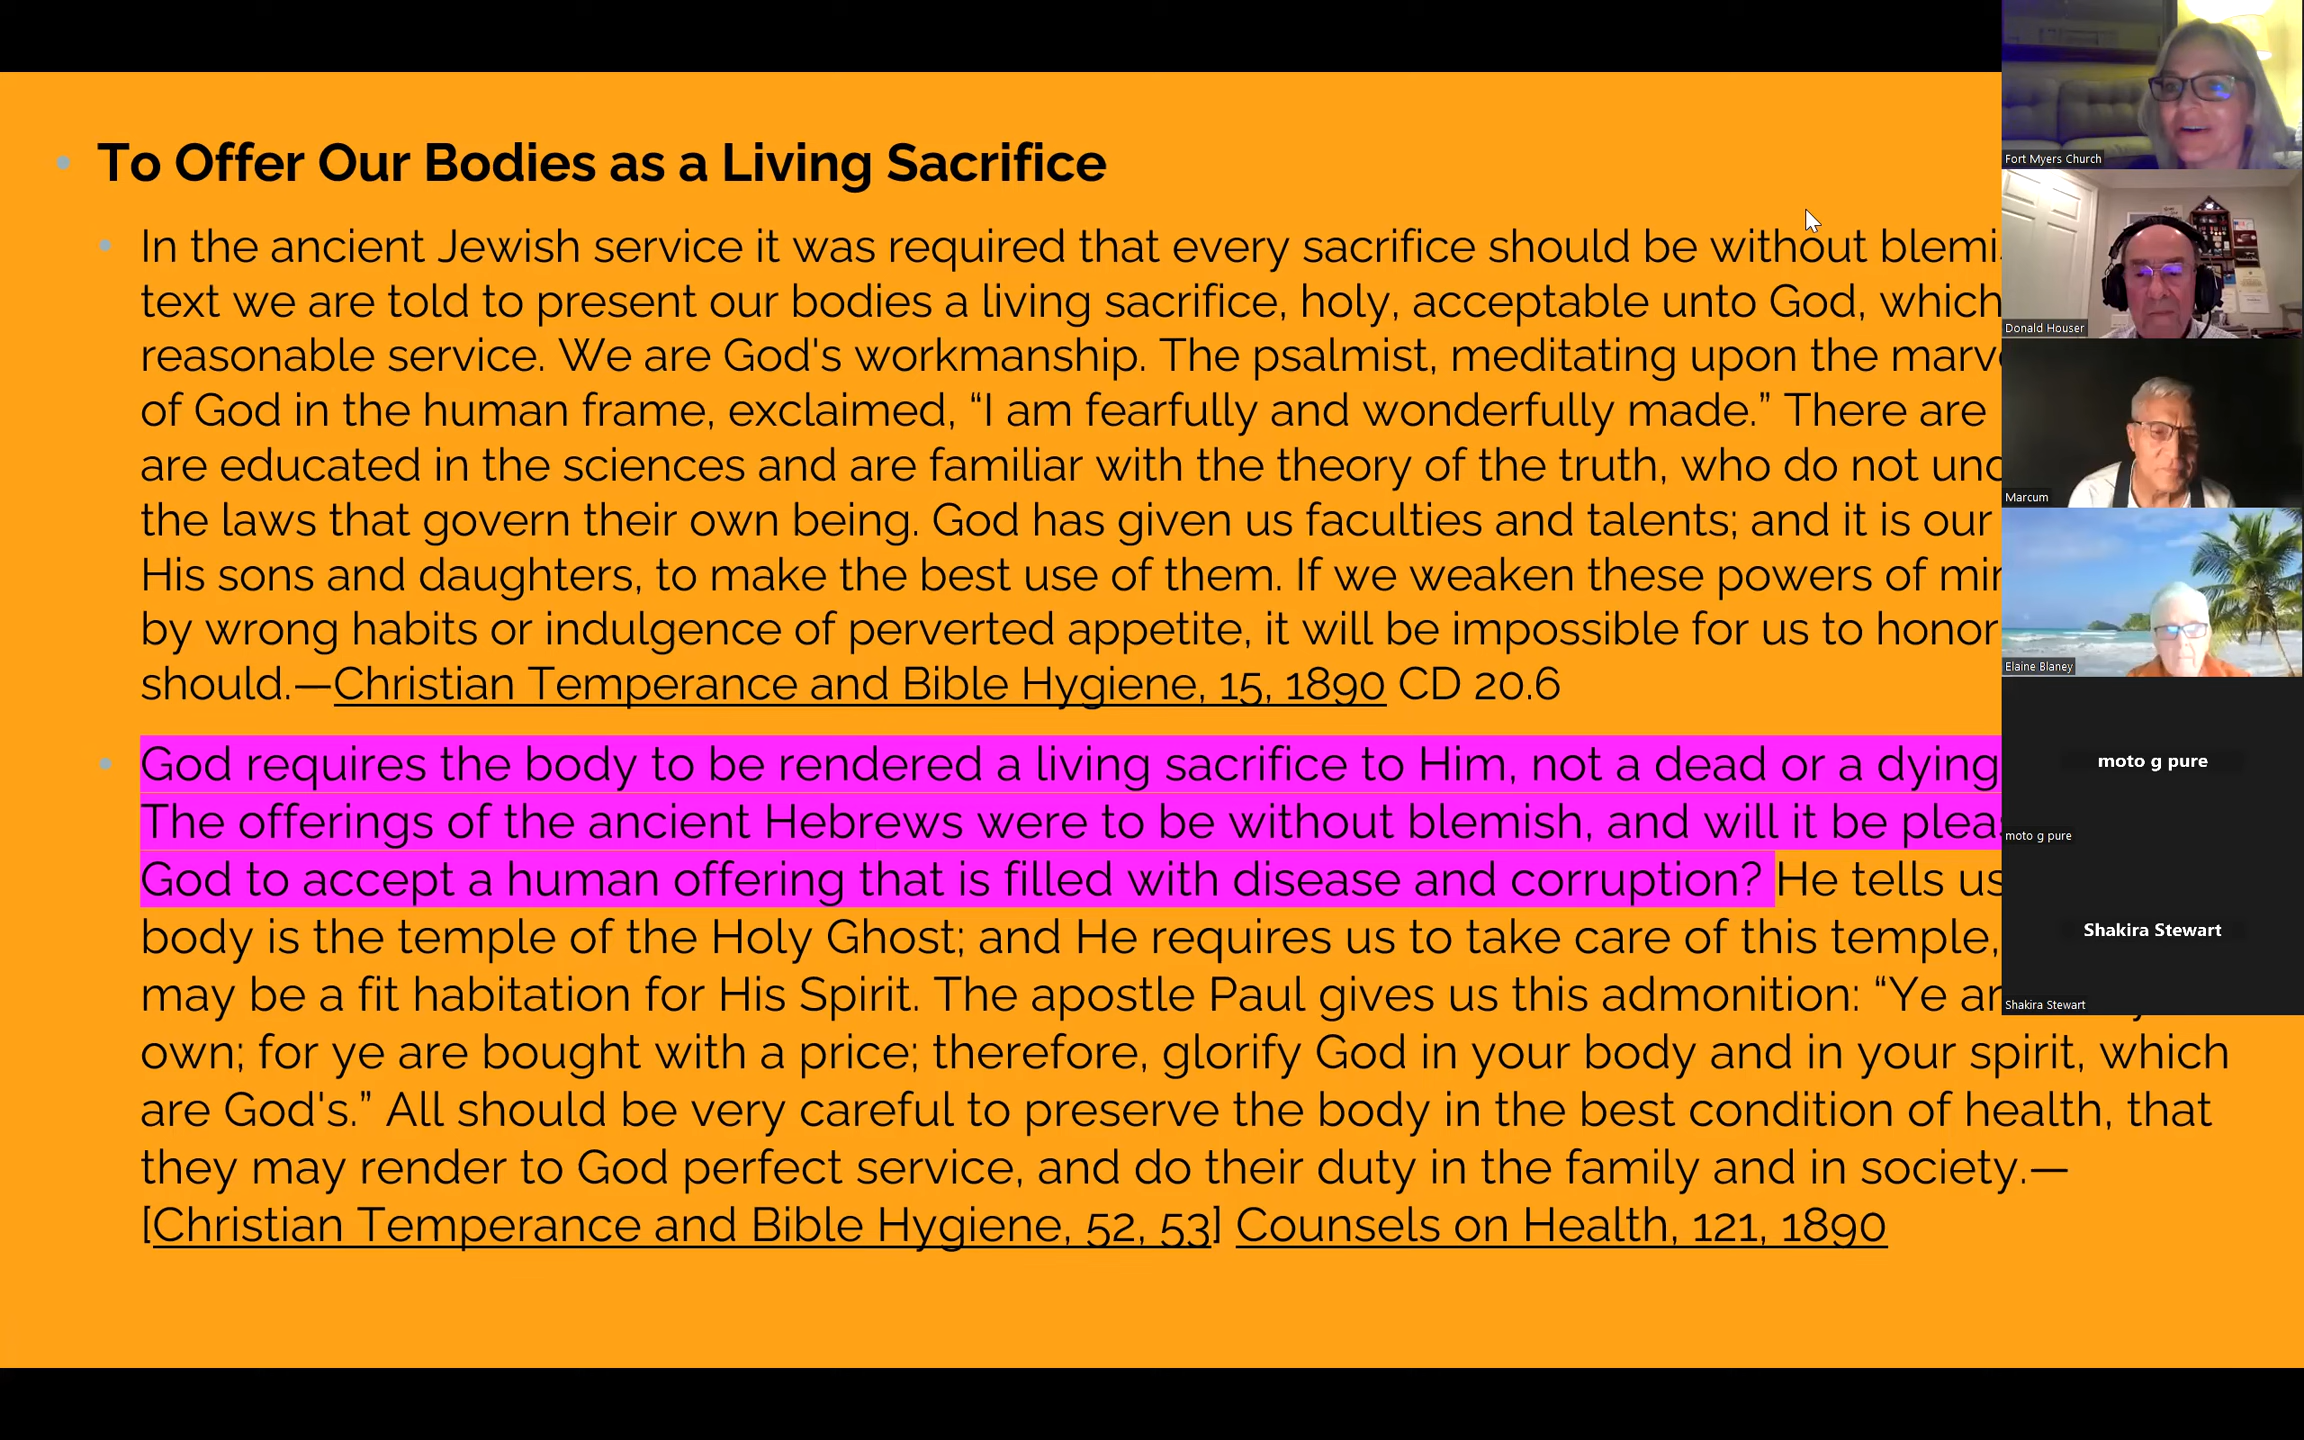 To Offer Our Bodies as a Living Sacrifice
In the ancient Jewish service it was required that every sacrifice should be without
text we are told to present our bodies a living sacrifice, holy, acceptable unto God, which
reasonable service. We are God's workmanship. The psalmist, meditating upon the
of God in the human frame, exclaimed, “I am fearfully and wonderfully made.” There are
are educated in the sciences and are familiar with the theory of the truth, who do not
the laws that govern their own being. God has given us faculties and talents; and it is our
His sons and daughters, to make the best use of them. If we weaken these powers of
by wrong habits or indulgence of perverted appetite, it will be impossible for us to honor
should.—Christian Temperance and Bible Hygiene, 15, 1890 CD 20.6
God requires the body to be rendered a living sacrifice to Him, not a dead or a dying
The offerings of the ancient Hebrews were to be without blemish, and will it be
God to accept a human offering that is filled with disease and corruption? He tells us
body is the temple of the Holy Ghost; and He requires us to take care of this temple,
may be a fit habitation for His Spirit. The apostle Paul gives us this admonition: “Ye
own; for ye are bought with a price; therefore, glorify God in your body and in your spirit, which
are God's.” All should be very careful to preserve the body in the best condition of health, that
they may render to God perfect service, and do their duty in the family and in society.—
[Christian Temperance and Bible Hygiene, 52, 53] Counsels on Health, 121, 1890
Fort Myers Church
Donald Houser
Marcum
Elaine Blaney
moto g pure
moto g pure
Shakira Stewart
Shakira Stewart